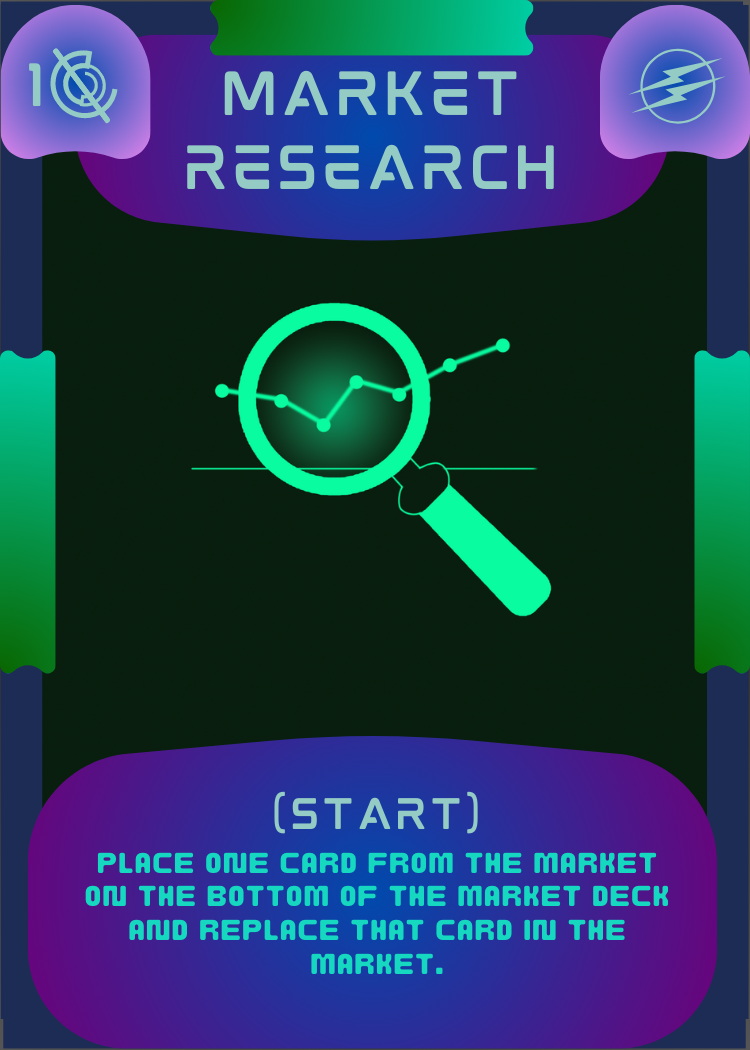 1
MARKET
RESEARCH
(START)
PLACE ONE CARD FROM THE MARKET
ON THE BOTTOM OF THE MARKET DECK
AND REPLACE THAT CARD IN THE
MARKET.